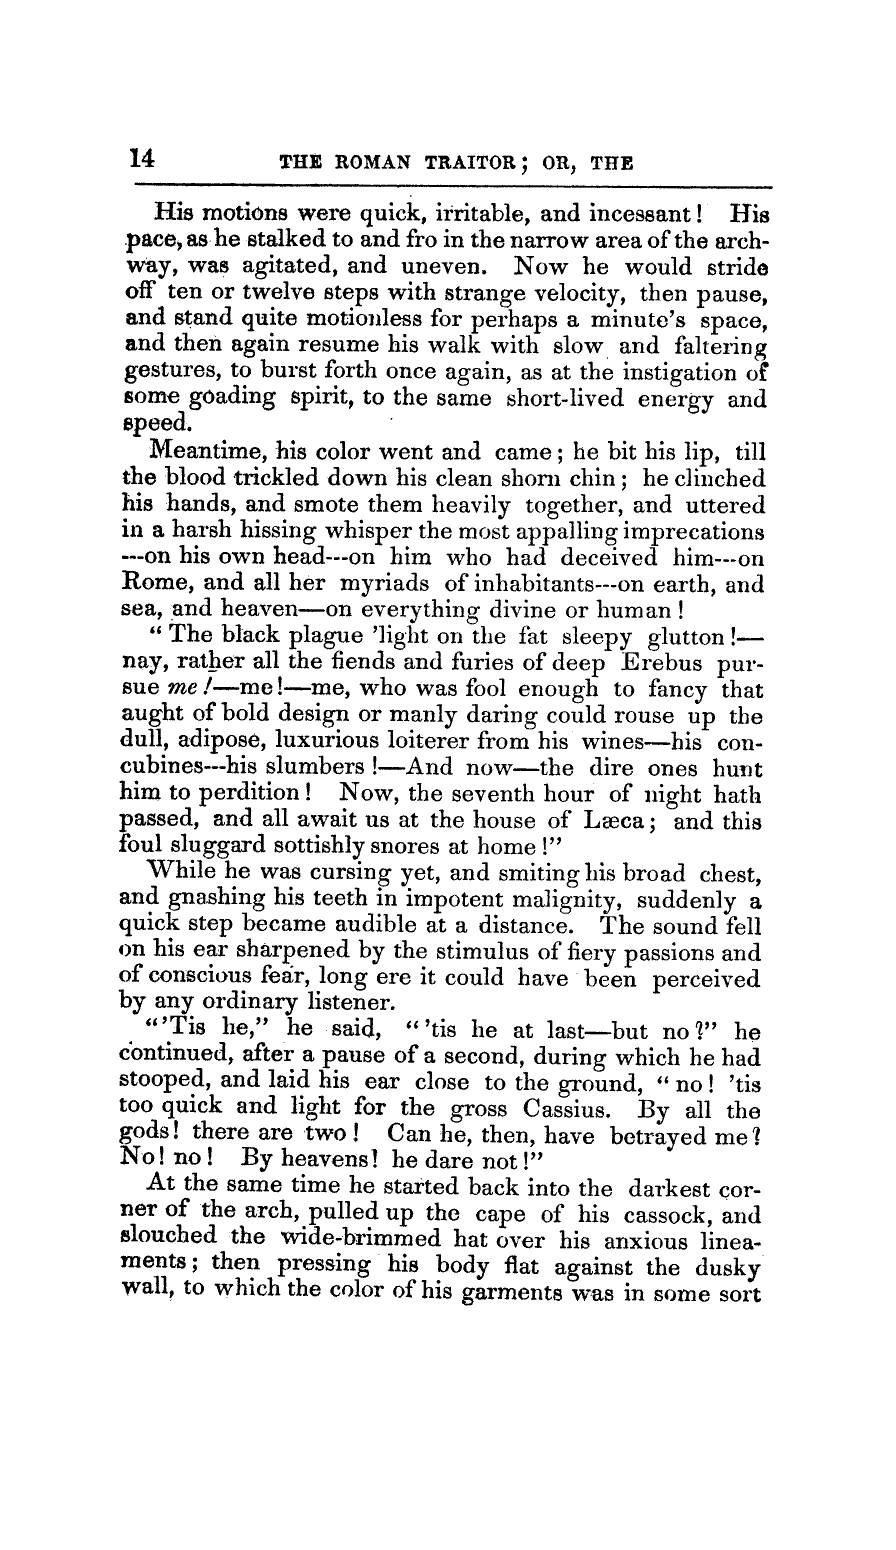 14 THE ROMAN TRAITOR; OR, THE
His motions were quick, irritable, and incessant! His
pace, as he stalked to and fro in the narrow area of the arch-
way, was agitated, and uneven. Now he would stride
off ten or twelve steps with strange velocity, then pause,
and stand quite motionless for perhaps a minute's space,
and then again resume his walk with slow and faltering
gestures, to burst forth once again, as at the instigation of
some goading spirit, to the same short-lived energy and
speed.
Meantime, his color went and came; he bit his lip, till
the blood trickled down his clean shorn chin; he clinched
his hands, and smote them heavily together, and uttered
in a harsh hissing whisper the most appalling imprecations
---on his own head---on him who had deceived him---on
Rome, and all her myriads of inhabitants---on earth, and
sea, and heaven—on everything divine or human!
"The black plague 'light on the fat sleepy glutton!—
nay, rather all the fiends and furies of deep Erebus pur-
sue me!—me!—me, who was fool enough to fancy that
aught of bold design or manly daring could rouse up the
dull, adipose, luxurious loiterer from his wines—his con-
cubines---his slumbers!—And now—the dire ones hunt
him to perdition! Now, the seventh hour of night hath
passed, and all await us at the house of Læca; and this
foul sluggard sottishly snores at home!"
While he was cursing yet, and smiting his broad chest,
and gnashing his teeth in impotent malignity, suddenly a
quick step became audible at a distance. The sound fell
on his ear sharpened by the stimulus of fiery passions and
of conscious fear, long ere it could have been perceived
by any ordinary listener.
"'Tis he," he said, "'tis he at last—but no?" he
continued, after a pause of a second, during which he had
stooped, and laid his ear close to the ground, "no! 'tis
too quick and light for the gross Cassius. By all the
gods! there are two! Can he, then, have betrayed me?
No! no! By heavens! he dare not!"
At the same time he started back into the darkest cor-
ner of the arch, pulled up the cape of his cassock, and
slouched the wide-brimmed hat over his anxious linea-
ments; then pressing his body flat against the dusky
wall, to which the color of his garments was in some sort